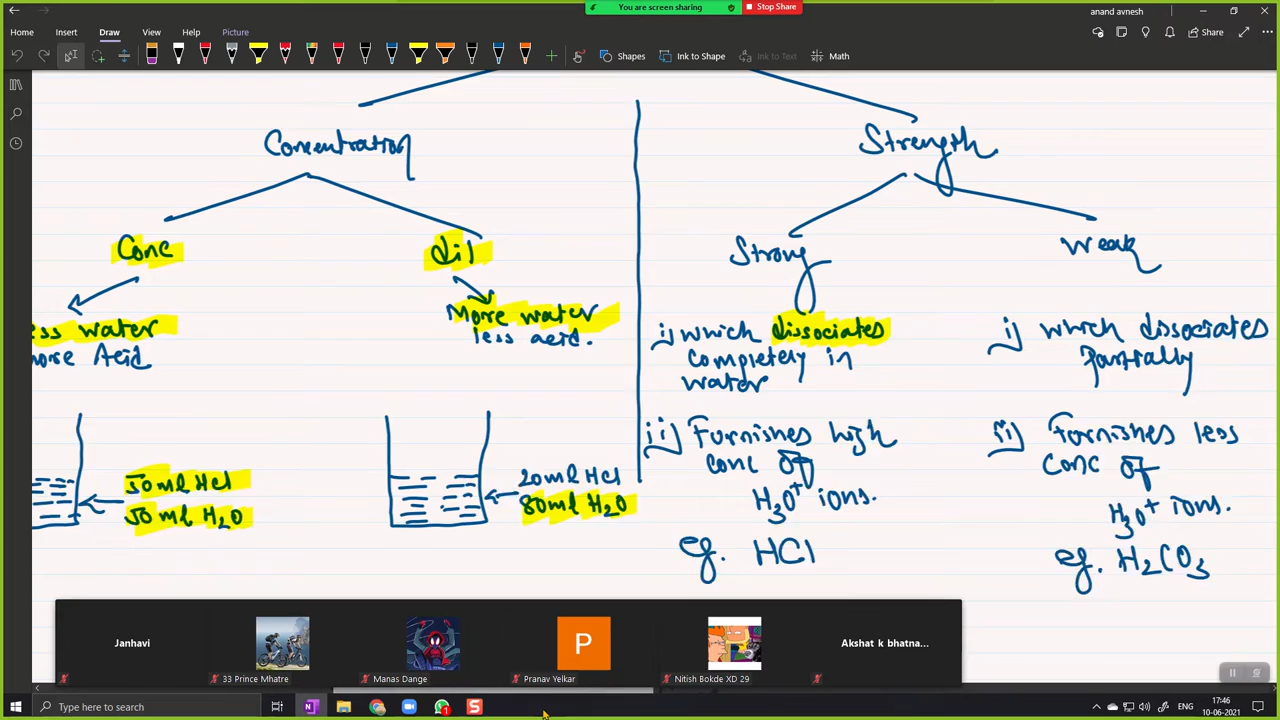 You are screen sharing
Stop Share
anand avnesh
Home Insert Draw View Help Picture
Share
Shapes Ink to Shape Ink to Text Math
Concentration
Conc
dil
ess water
more Acid.
More water
less acid.
50ml HCl
50ml H2O
20ml HCl
80ml H2O
Strength
Strong
i) which dissociates
completely in
water
ii) Furnishes high
conc of
H3O+ ions.
eg. HCl
Weak
i) which dissociates
partially
ii) Furnishes less
conc of
H3O+ ions.
eg. H2CO3
Janhavi
33 Prince Mhatre
Manas Dange
P
Pranav Yelkar
Nitish Bokde XD 29
Akshat k bhatna...
Type here to search
1
S
17:46
10-06-2021